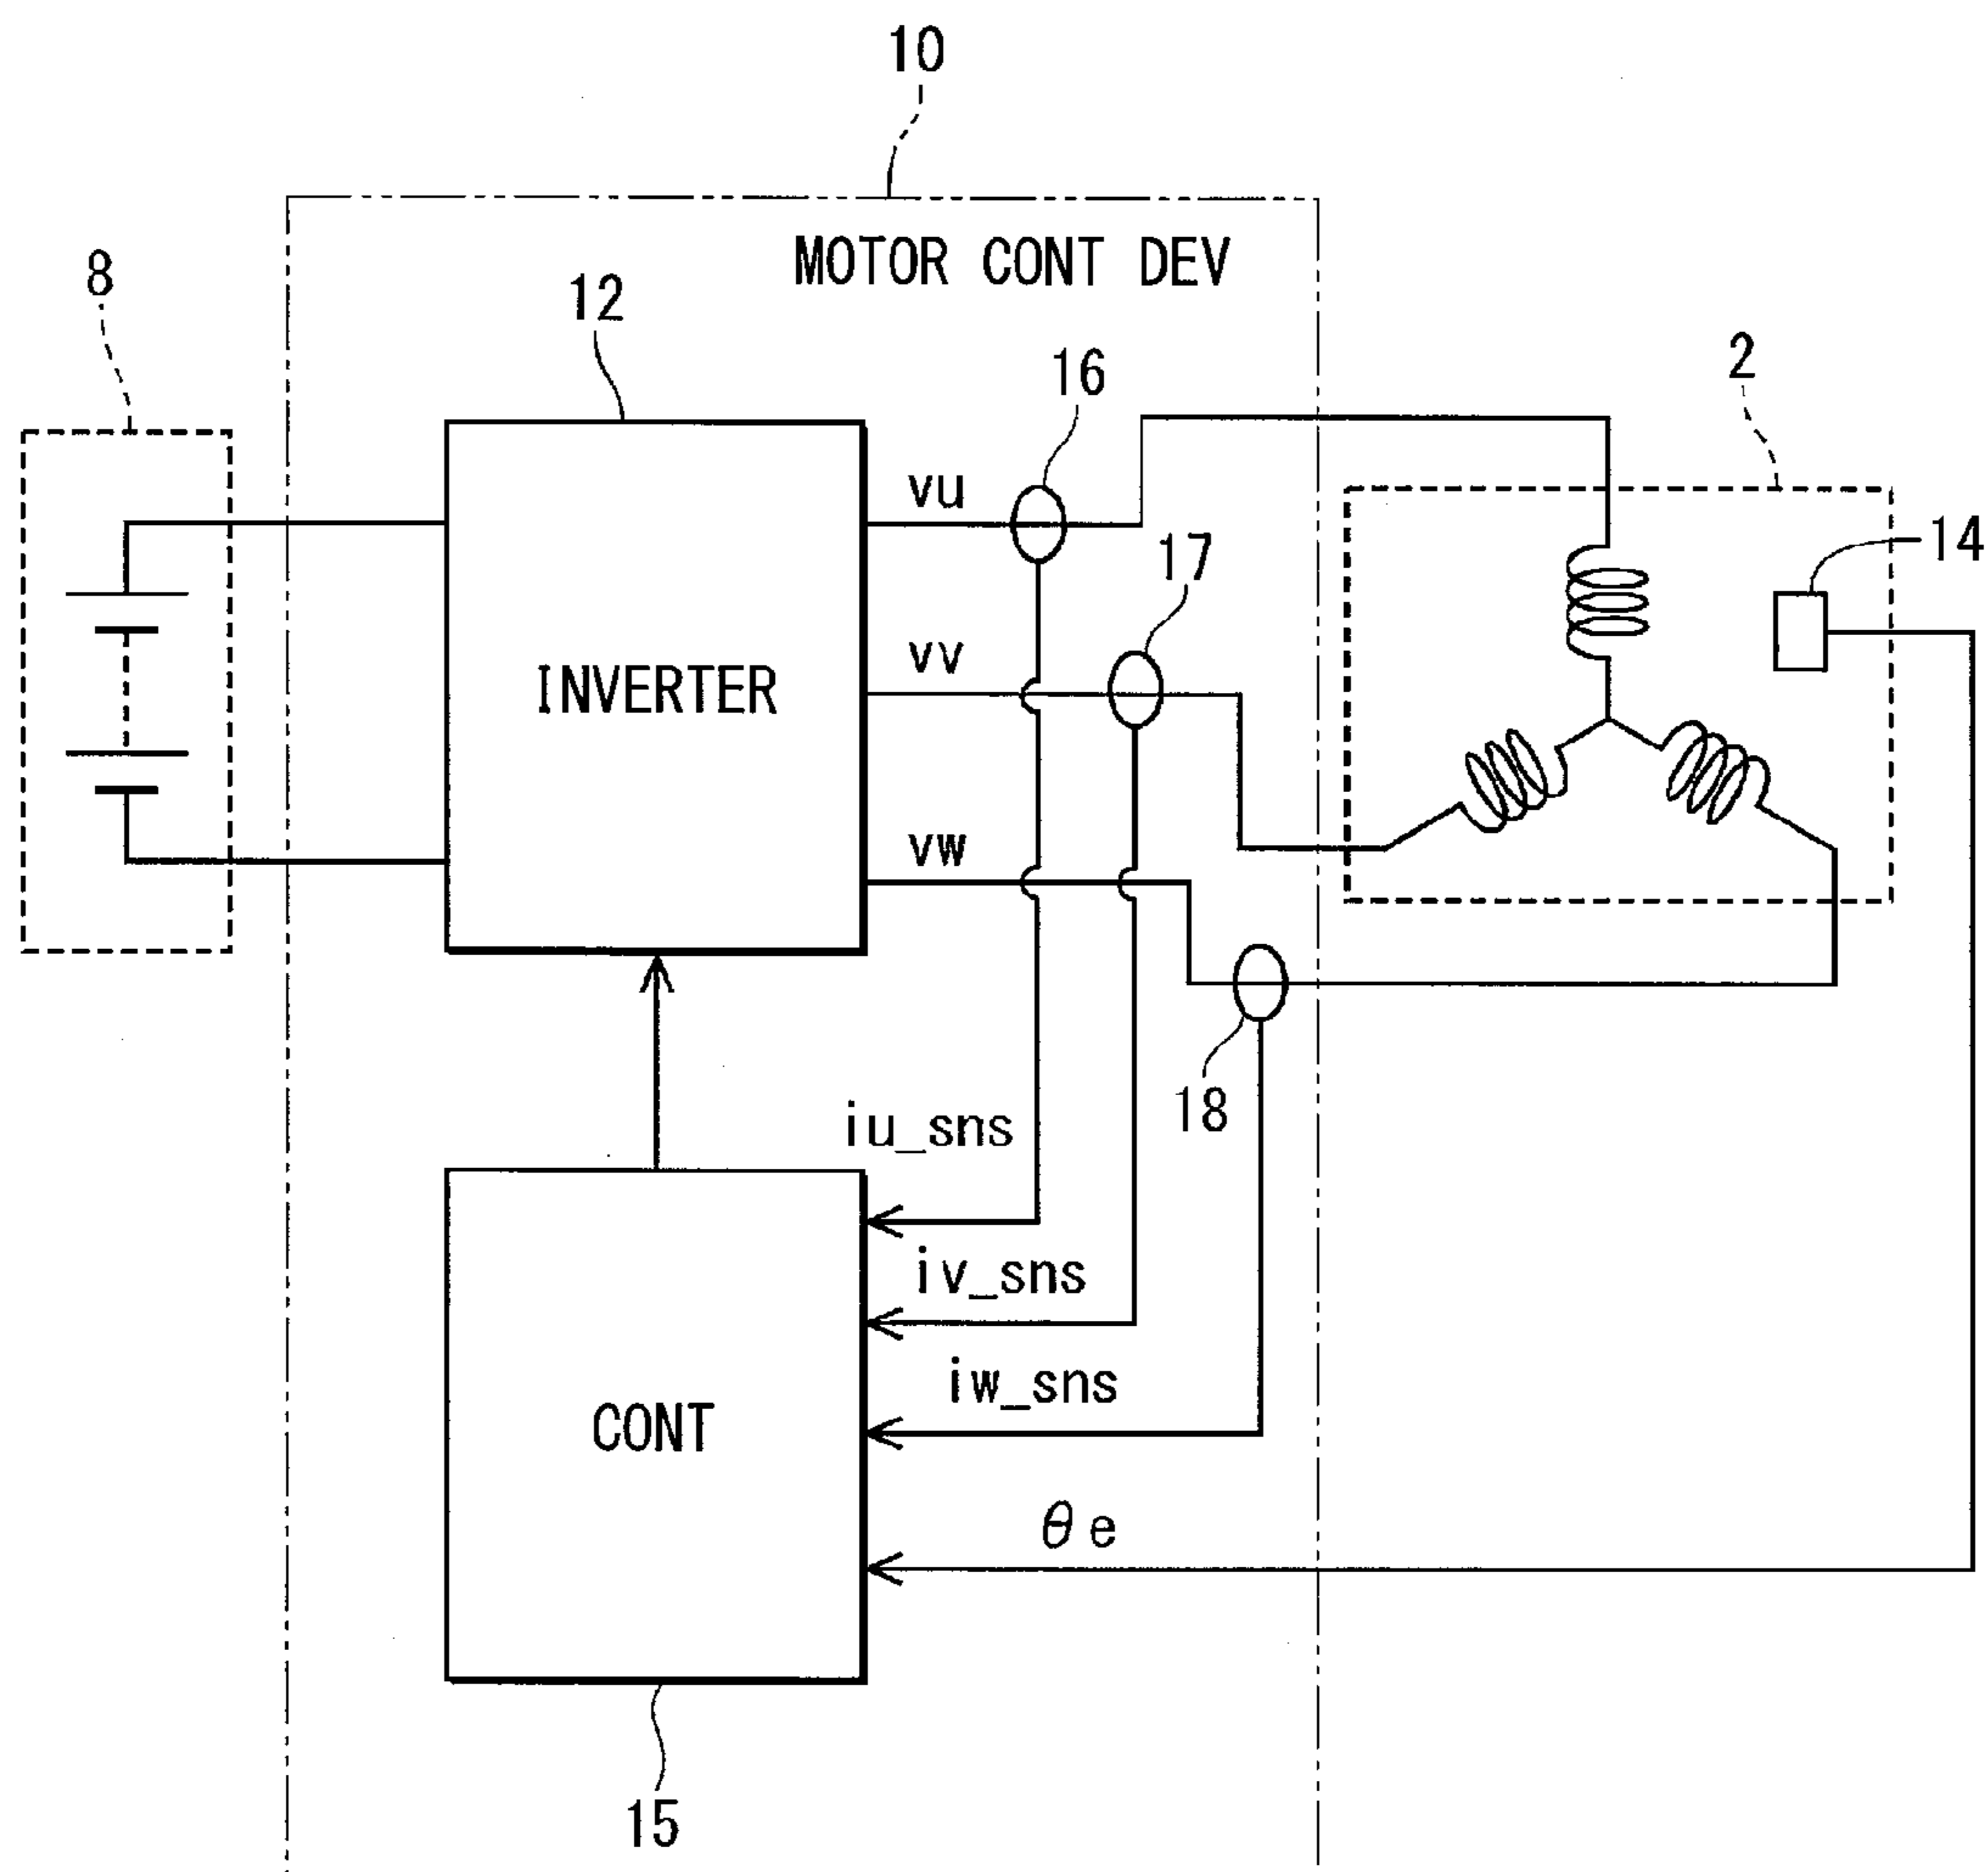 10
MOTOR CONT DEV
8
12
16
2
vu
14
17
vv
INVERTER
vw
18
iu_sns
iv_sns
iw_sns
CONT
θe
15